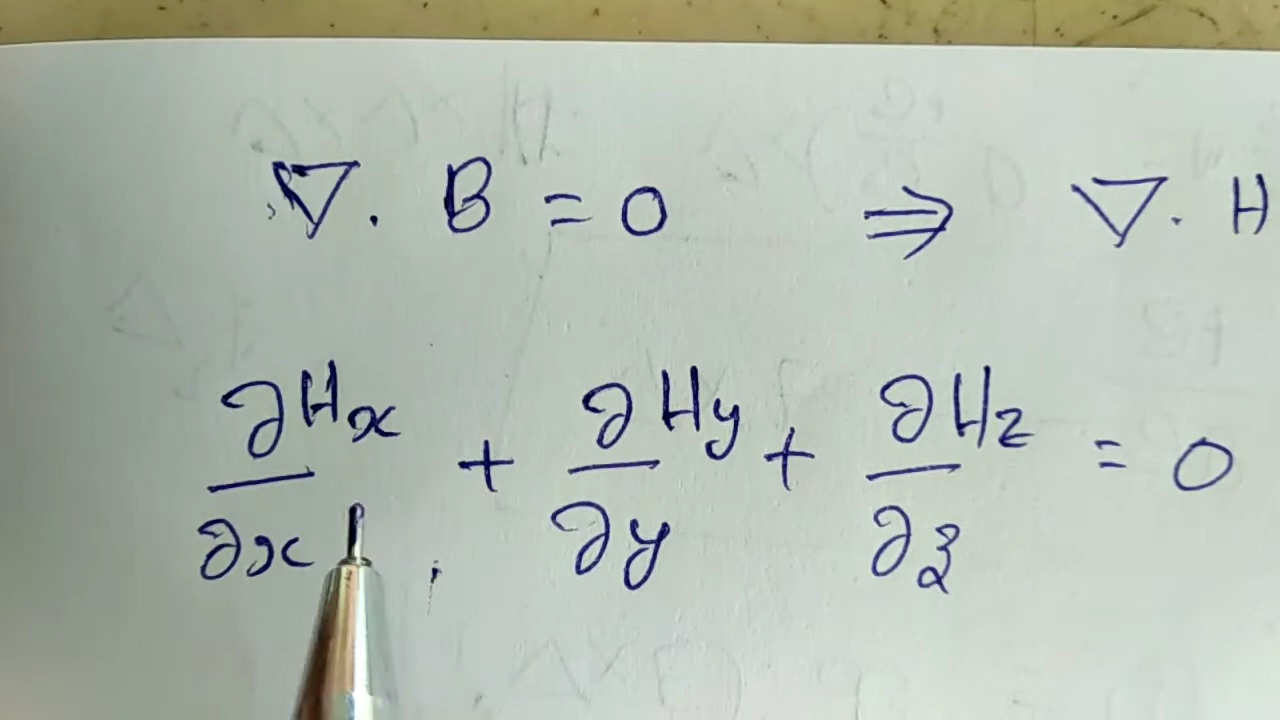 ∇. B = 0 ⇒ ∇. H
∂Hx/∂x + ∂Hy/∂y + ∂Hz/∂z = 0